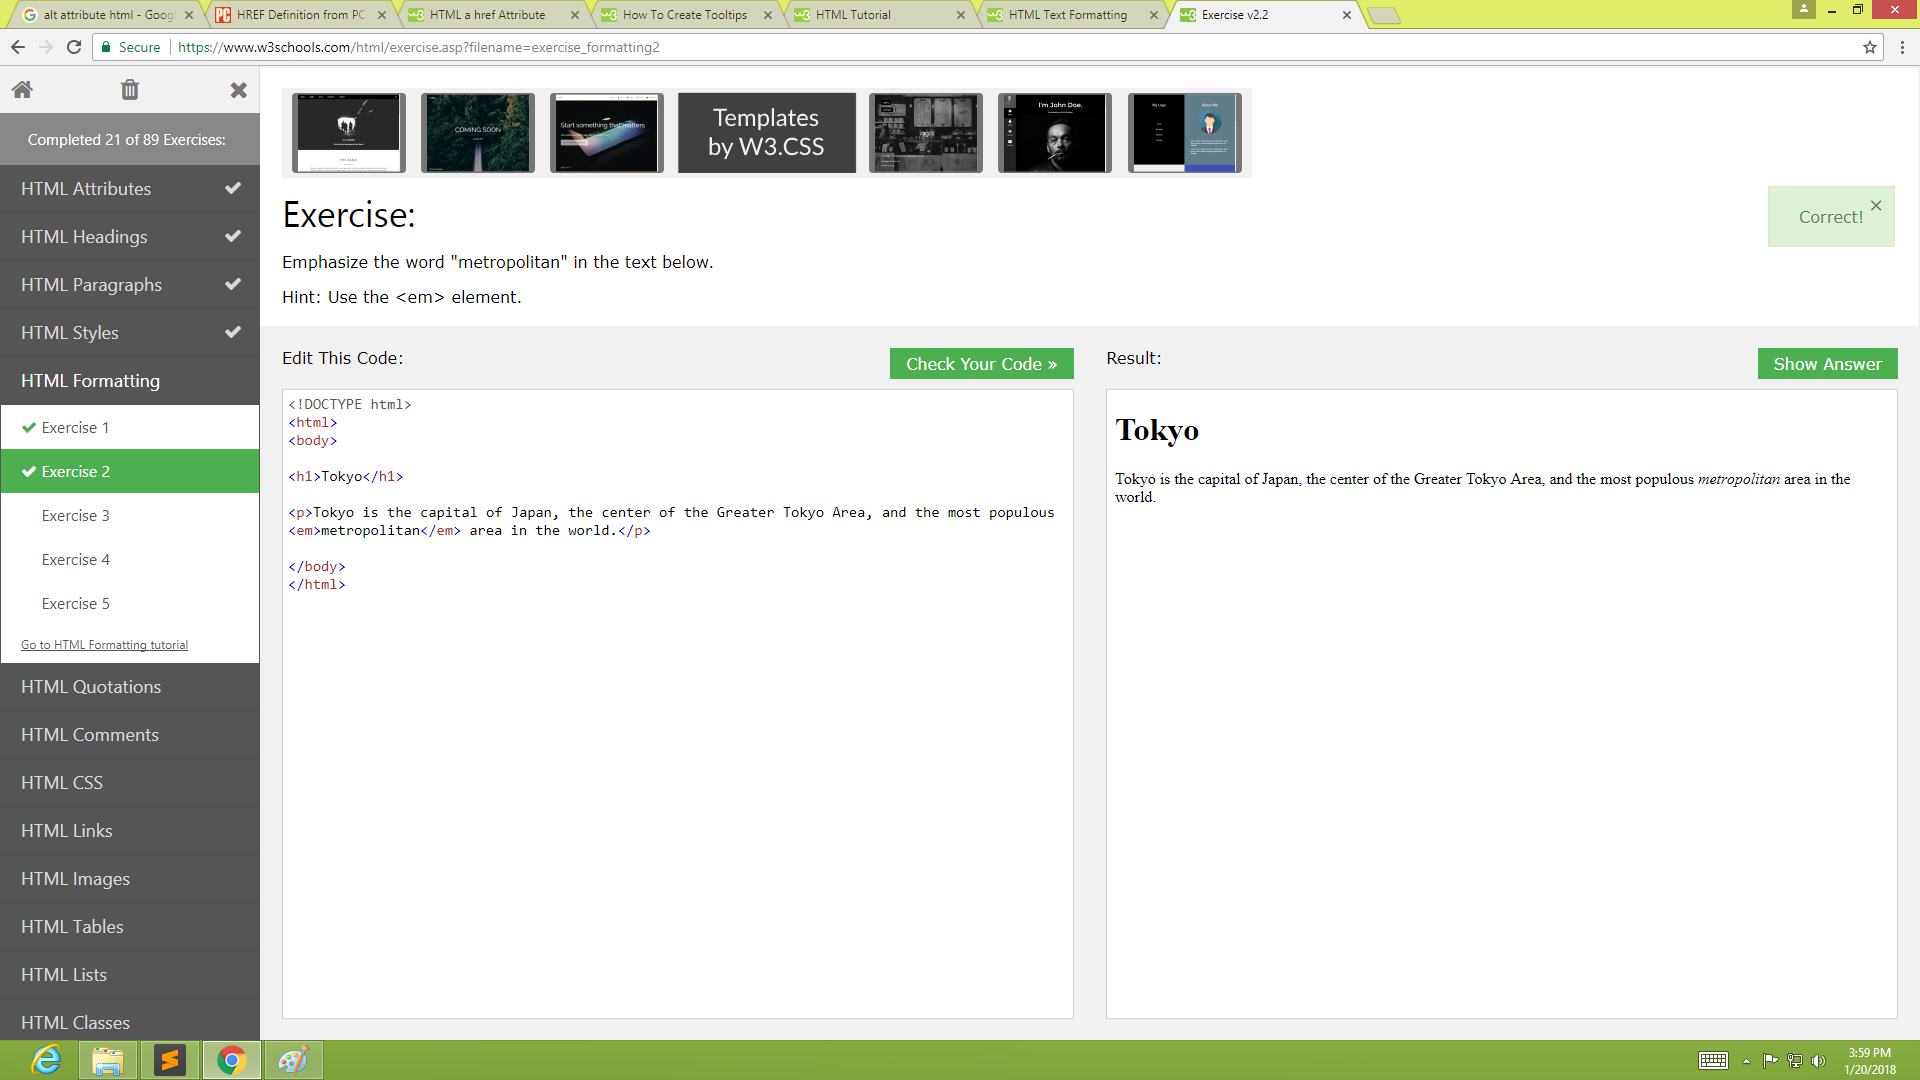 alt attribute html - Goog
HREF Definition from PC
HTML a href Attribute
How To Create Tooltips
HTML Tutorial
HTML Text Formatting
Exercise v2.2
Secure
https://www.w3schools.com/html/exercise.asp?filename=exercise_formatting2
Completed 21 of 89 Exercises:
HTML Attributes
HTML Headings
HTML Paragraphs
HTML Styles
HTML Formatting
Exercise 1
Exercise 2
Exercise 3
Exercise 4
Exercise 5
Go to HTML Formatting tutorial
HTML Quotations
HTML Comments
HTML CSS
HTML Links
HTML Images
HTML Tables
HTML Lists
HTML Classes
COMING SOON
Start something that matters
Templates
by W3.CSS
I'm John Doe.
My Logo
About Me
Exercise:
Correct!
Emphasize the word "metropolitan" in the text below.
Hint: Use the <em> element.
Edit This Code:
Check Your Code »
<!DOCTYPE html>
<html>
<body>
<h1>Tokyo</h1>
<p>Tokyo is the capital of Japan, the center of the Greater Tokyo Area, and the most populous
<em>metropolitan</em> area in the world.</p>
</body>
</html>
Result:
Show Answer
Tokyo
Tokyo is the capital of Japan, the center of the Greater Tokyo Area, and the most populous metropolitan area in the
world.
3:59 PM
1/20/2018